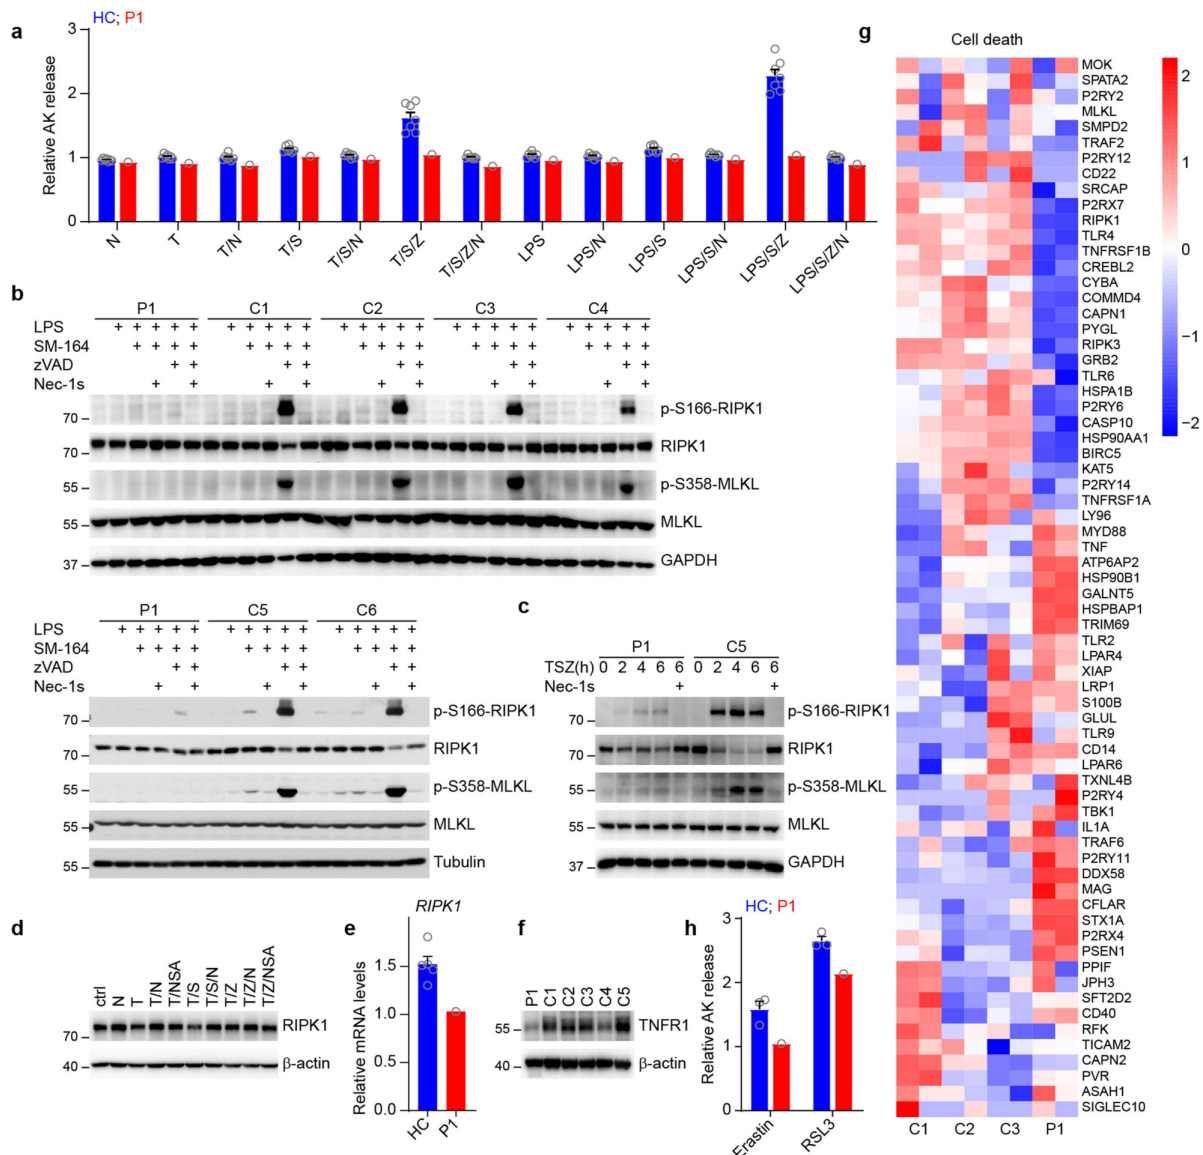 a
HC; P1
Relative AK release
3
2
1
0
N
T
T/N
T/S
T/S/N
T/S/Z
T/S/Z/N
LPS
LPS/N
LPS/S
LPS/S/N
LPS/S/Z
LPS/S/Z/N
b
P1 C1 C2 C3 C4
LPS + + + + + + + + + + + + + + + + + + + + + + + + +
SM-164 + + + + + + + + + + + + + + + + + + + +
zVAD + + + + + + + + + +
Nec-1s + + + + + + + + + +
70 p-S166-RIPK1
70 RIPK1
55 p-S358-MLKL
55 MLKL
37 GAPDH
P1 C5 C6
LPS + + + + + + + + + + + + + + +
SM-164 + + + + + + + + + + + +
zVAD + + + + + +
Nec-1s + + + + + +
70 p-S166-RIPK1
70 RIPK1
55 p-S358-MLKL
55 MLKL
55 Tubulin
c
P1 C5
TSZ(h) 0 2 4 6 6 0 2 4 6 6
Nec-1s + +
70 p-S166-RIPK1
70 RIPK1
55 p-S358-MLKL
55 MLKL
37 GAPDH
d
ctrl
N
T
T/N
T/NSA
T/S
T/S/N
T/Z
T/Z/N
T/Z/NSA
70 RIPK1
40 β-actin
e
RIPK1
Relative mRNA levels
1.5
1.0
0.5
0.0
HC
P1
f
P1
C1
C2
C3
C4
C5
55 TNFR1
40 β-actin
h
HC; P1
Relative AK release
3
2
1
0
Erastin
RSL3
g
Cell death
2
1
0
−1
−2
MOK
SPATA2
P2RY2
MLKL
SMPD2
TRAF2
P2RY12
CD22
SRCAP
P2RX7
RIPK1
TLR4
TNFRSF1B
CREBL2
CYBA
COMMD4
CAPN1
PYGL
RIPK3
GRB2
TLR6
HSPA1B
P2RY6
CASP10
HSP90AA1
BIRC5
KAT5
P2RY14
TNFRSF1A
LY96
MYD88
TNF
ATP6AP2
HSP90B1
GALNT5
HSPBAP1
TRIM69
TLR2
LPAR4
XIAP
LRP1
S100B
GLUL
TLR9
CD14
LPAR6
TXNL4B
P2RY4
TBK1
IL1A
TRAF6
P2RY11
DDX58
MAG
CFLAR
STX1A
P2RX4
PSEN1
PPIF
JPH3
SFT2D2
CD40
RFK
TICAM2
CAPN2
PVR
ASAH1
SIGLEC10
C1 C2 C3 P1